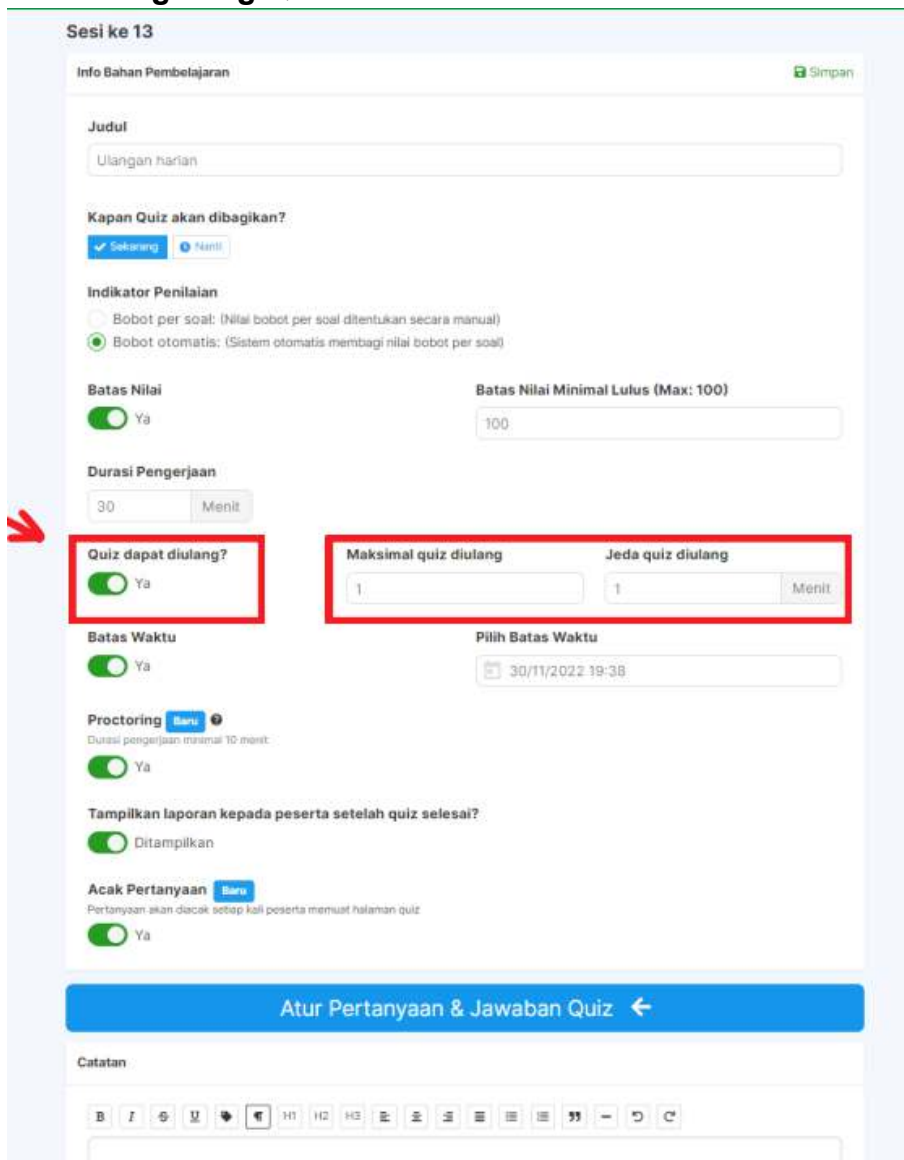 Sesi ke 13
Info Bahan Pembelajaran
Simpan
Judul
Ulangan harian
Kapan Quiz akan dibagikan?
Sekarang Nanti
Indikator Penilaian
Bobot per soal: (Nilai bobot per soal ditentukan secara manual)
Bobot otomatis: (Sistem otomatis membagi nilai bobot per soal)
Batas Nilai Batas Nilai Minimal Lulus (Max: 100)
Ya 100
Durasi Pengerjaan
30 Menit
Quiz dapat diulang? Maksimal quiz diulang Jeda quiz diulang
Ya 1 1 Menit
Batas Waktu Pilih Batas Waktu
Ya 30/11/2022 19:38
Proctoring Baru
Durasi pengerjaan minimal 10 menit
Ya
Tampilkan laporan kepada peserta setelah quiz selesai?
Ditampilkan
Acak Pertanyaan Baru
Pertanyaan akan diacak setiap kali peserta memuat halaman quiz
Ya
Atur Pertanyaan & Jawaban Quiz
Catatan
B I S U ¶ H1 H2 H3